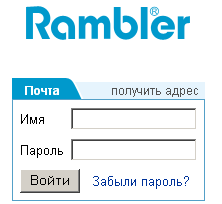 Rambler®
Почта получить адрес
Имя
Пароль
Войти Забыли пароль?